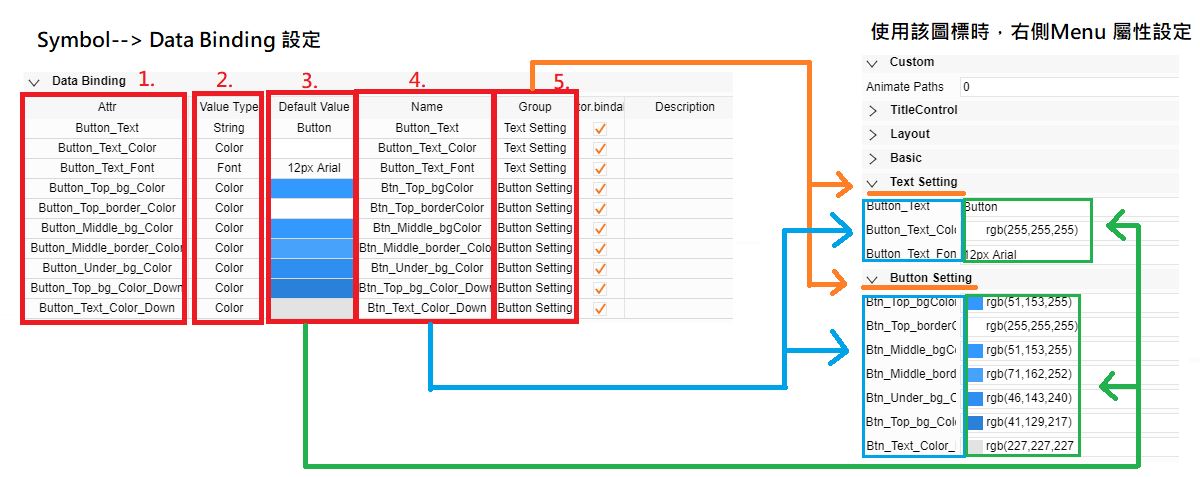 Symbol--> Data Binding 設定
Data Binding 1. 2. 3. 4. 5.
Attr Value Type Default Value Name Group tor.bindal Description
Button_Text String Button Button_Text Text Setting
Button_Text_Color Color Button_Text_Color Text Setting
Button_Text_Font Font 12px Arial Button_Text_Font Text Setting
Button_Top_bg_Color Color Btn_Top_bgColor Button Setting
Button_Top_border_Color Color Btn_Top_borderColor Button Setting
Button_Middle_bg_Color Color Btn_Middle_bgColor Button Setting
Button_Middle_border_Color Color Btn_Middle_border_Colo Button Setting
Button_Under_bg_Color Color Btn_Under_bg_Color Button Setting
Button_Top_bg_Color_Down Color Btn_Top_bg_Color_Down Button Setting
Button_Text_Color_Down Color Btn_Text_Color_Down Button Setting
使用該圖標時，右側Menu 屬性設定
Custom
Animate Paths 0
TitleControl
Layout
Basic
Text Setting
Button_Text Button
Button_Text_Colo rgb(255,255,255)
Button_Text_Fon 12px Arial
Button Setting
Btn_Top_bgColor rgb(51,153,255)
Btn_Top_borderC rgb(255,255,255)
Btn_Middle_bgCo rgb(51,153,255)
Btn_Middle_bord rgb(71,162,252)
Btn_Under_bg_C rgb(46,143,240)
Btn_Top_bg_Colo rgb(41,129,217)
Btn_Text_Color_ rgb(227,227,227